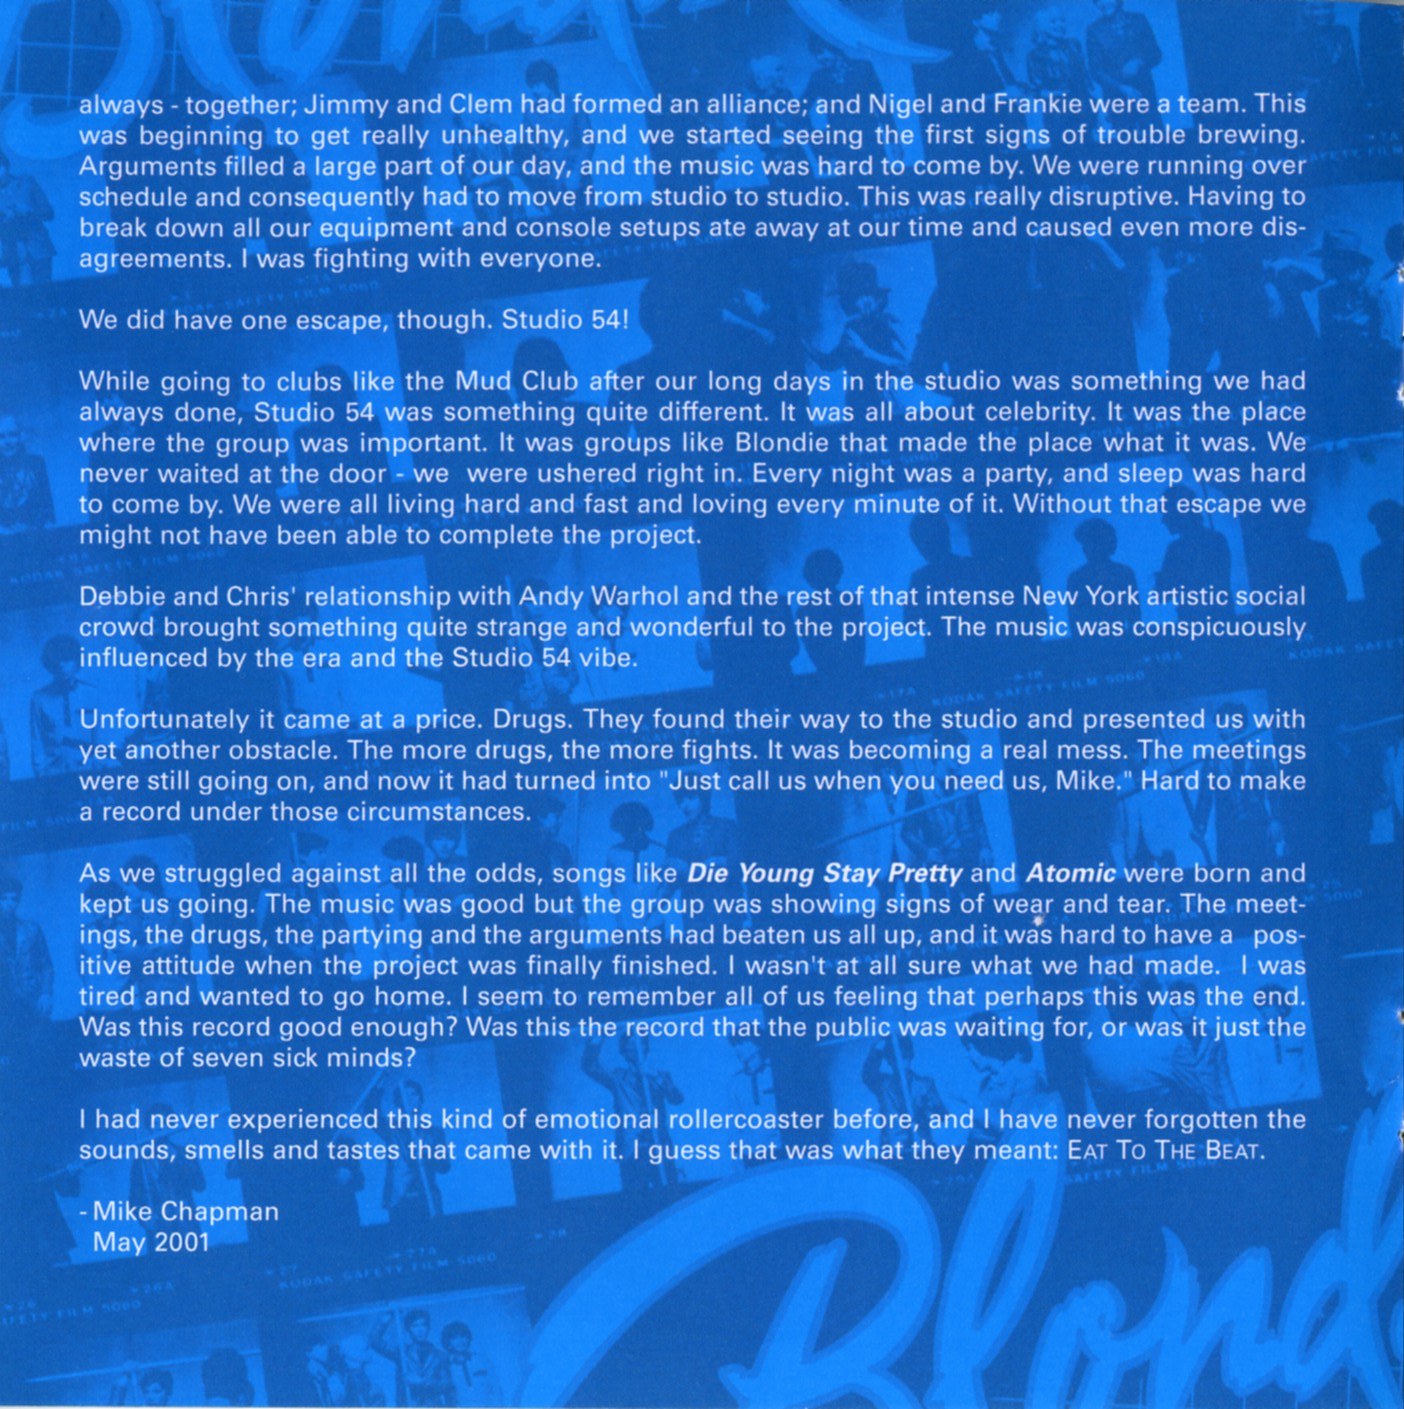 always - together; Jimmy and Clem had formed an alliance; and Nigel and Frankie were a team. This
was beginning to get really unhealthy, and we started seeing the first signs of trouble brewing.
Arguments filled a large part of our day, and the music was hard to come by. We were running over
schedule and consequently had to move from studio to studio. This was really disruptive. Having to
break down all our equipment and console setups ate away at our time and caused even more dis-
agreements. I was fighting with everyone.
We did have one escape, though. Studio 54!
While going to clubs like the Mud Club after our long days in the studio was something we had
always done, Studio 54 was something quite different. It was all about celebrity. It was the place
where the group was important. It was groups like Blondie that made the place what it was. We
never waited at the door - we were ushered right in. Every night was a party, and sleep was hard
to come by. We were all living hard and fast and loving every minute of it. Without that escape we
might not have been able to complete the project.
Debbie and Chris' relationship with Andy Warhol and the rest of that intense New York artistic social
crowd brought something quite strange and wonderful to the project. The music was conspicuously
influenced by the era and the Studio 54 vibe.
Unfortunately it came at a price. Drugs. They found their way to the studio and presented us with
yet another obstacle. The more drugs, the more fights. It was becoming a real mess. The meetings
were still going on, and now it had turned into "Just call us when you need us, Mike." Hard to make
a record under those circumstances.
As we struggled against all the odds, songs like Die Young Stay Pretty and Atomic were born and
kept us going. The music was good but the group was showing signs of wear and tear. The meet-
ings, the drugs, the partying and the arguments had beaten us all up, and it was hard to have a pos-
itive attitude when the project was finally finished. I wasn't at all sure what we had made. I was
tired and wanted to go home. I seem to remember all of us feeling that perhaps this was the end.
Was this record good enough? Was this the record that the public was waiting for, or was it just the
waste of seven sick minds?
I had never experienced this kind of emotional rollercoaster before, and I have never forgotten the
sounds, smells and tastes that came with it. I guess that was what they meant: EAT TO THE BEAT.
- Mike Chapman
May 2001
KODAK SAFETY FILM 5060
Blond